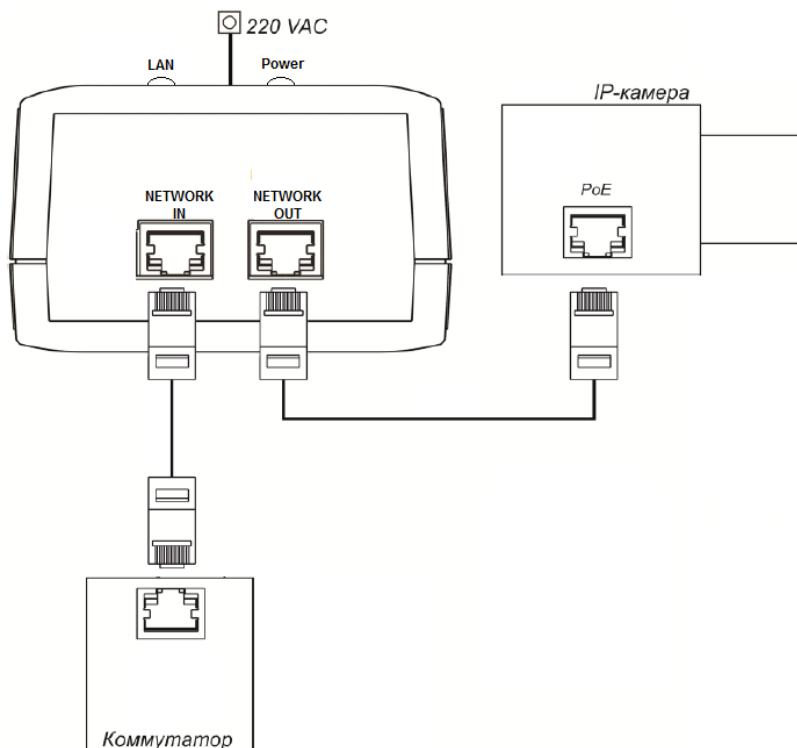 220 VAC
LAN
Power
IP-камера
NETWORK
IN
NETWORK
OUT
PoE
Коммутатор